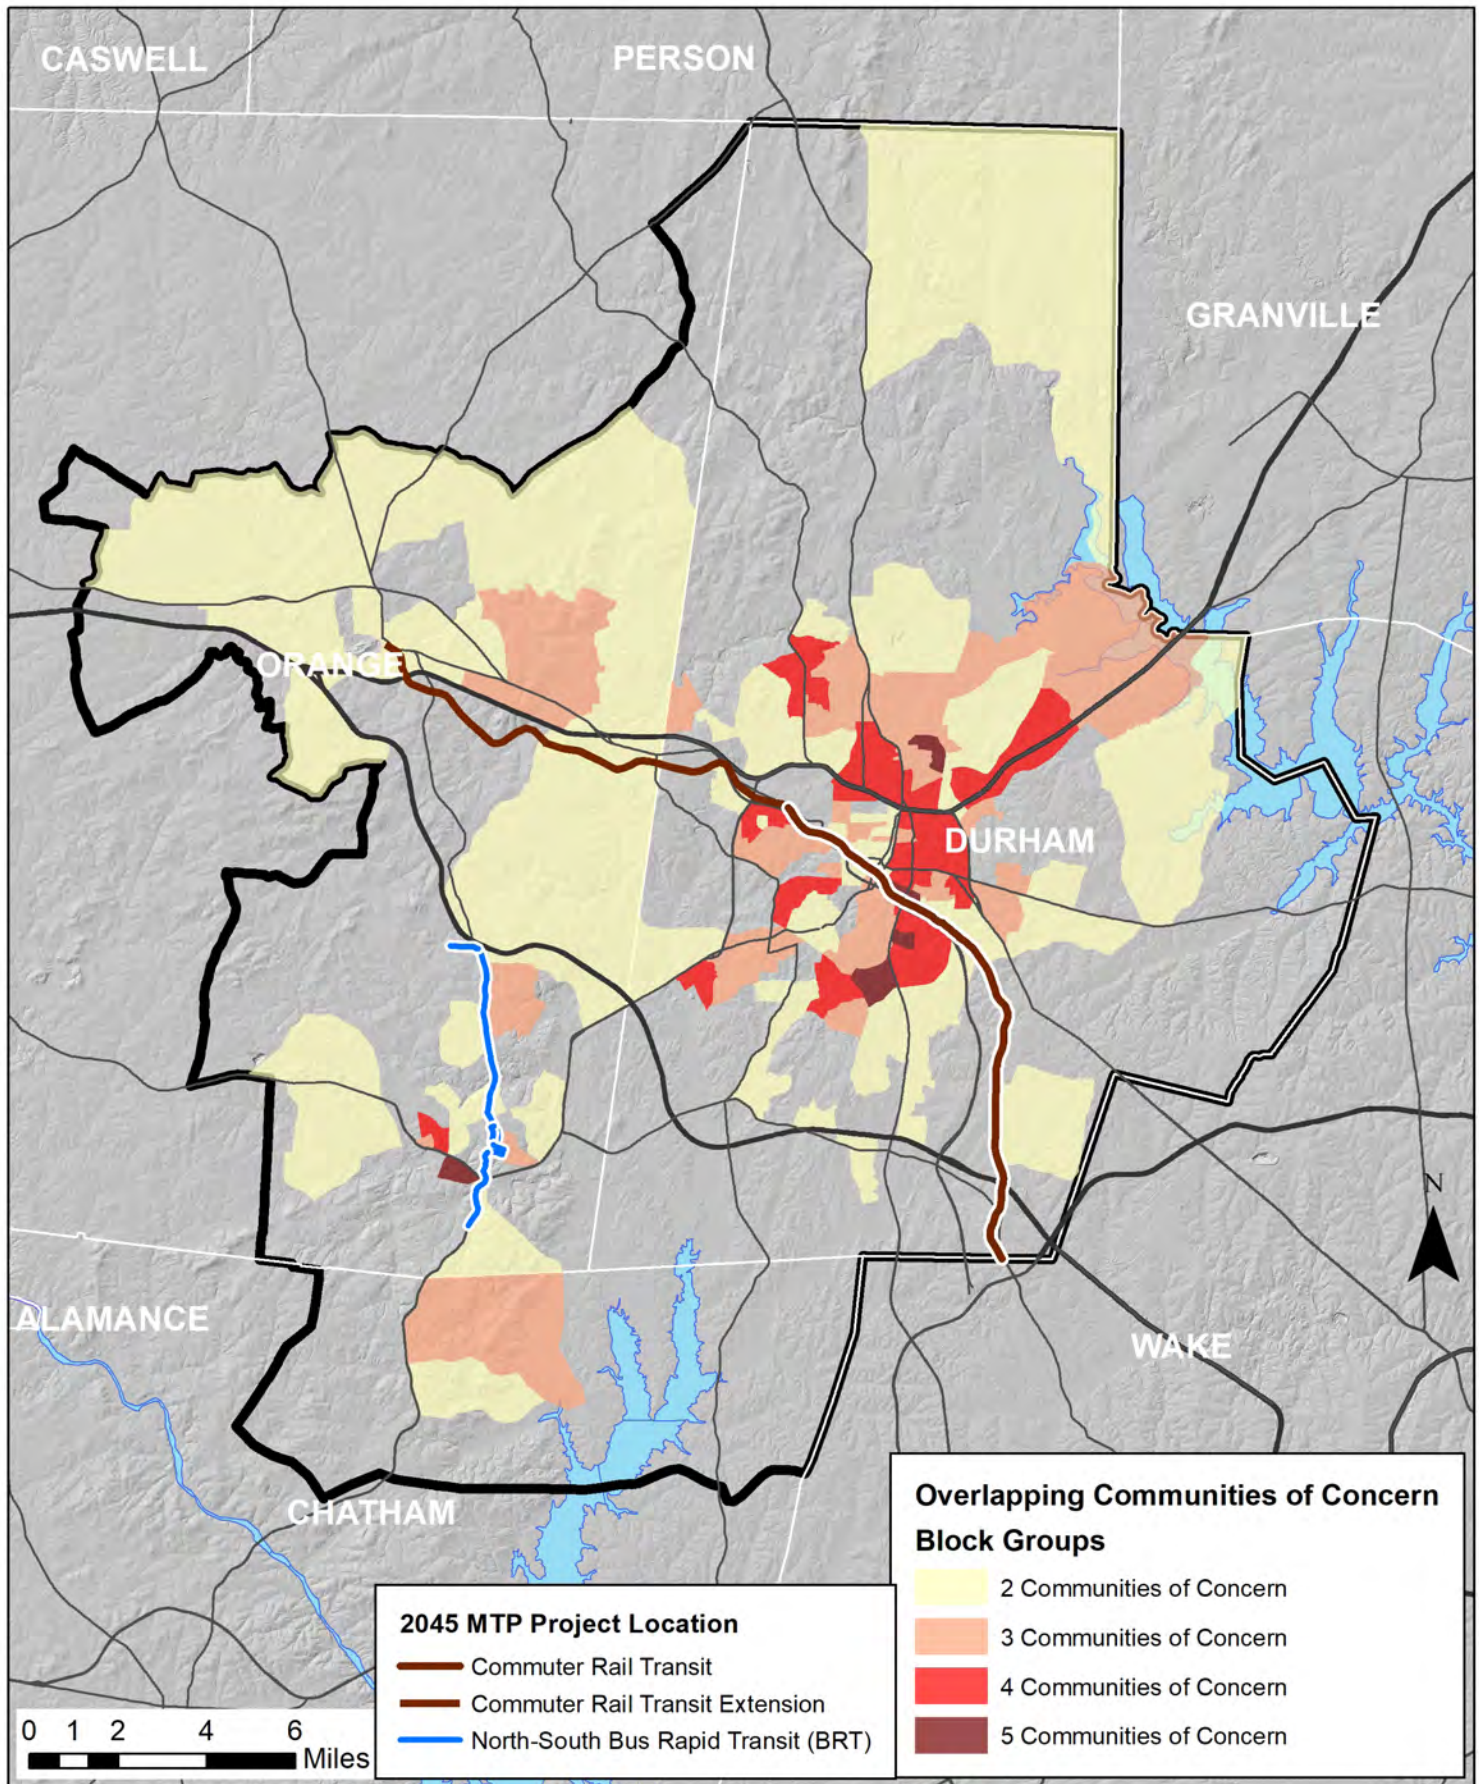 CASWELL
PERSON
GRANVILLE
ORANGE
DURHAM
N
ALAMANCE
WAKE
CHATHAM
Overlapping Communities of Concern
Block Groups
2 Communities of Concern
3 Communities of Concern
4 Communities of Concern
5 Communities of Concern
2045 MTP Project Location
Commuter Rail Transit
Commuter Rail Transit Extension
North-South Bus Rapid Transit (BRT)
0 1 2 4 6
Miles